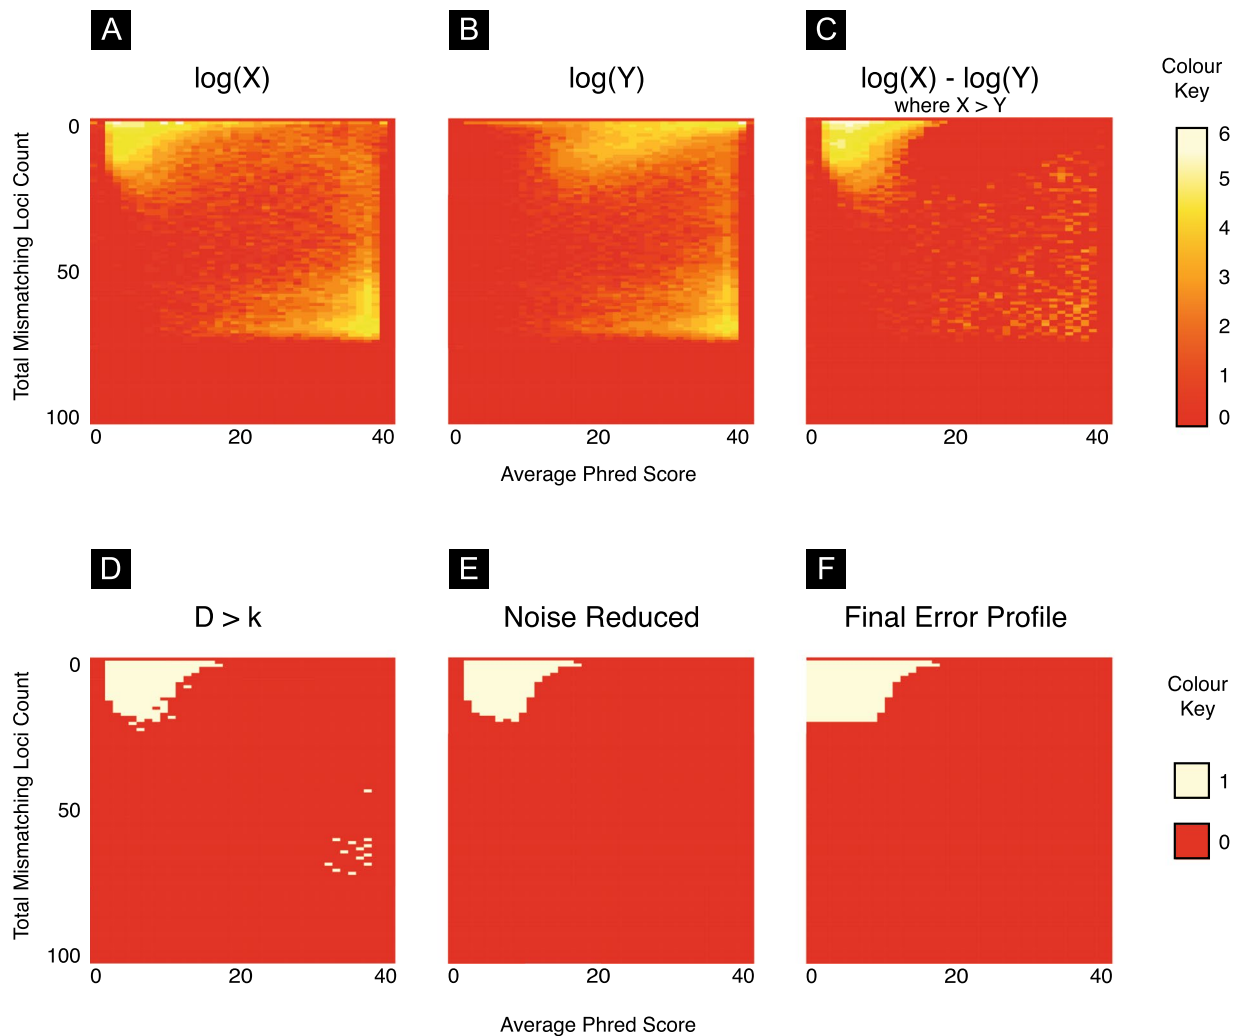 A B C
log(X) log(Y) log(X) - log(Y)
where X > Y
Colour
Key
Total Mismatching Loci Count
0
50
100
0 20 40 0 20 40 0 20 40
6
5
4
3
2
1
0
Average Phred Score
D E F
D > k Noise Reduced Final Error Profile
Colour
Key
Total Mismatching Loci Count
0
50
100
1
0
0 20 40 0 20 40 0 20 40
Average Phred Score